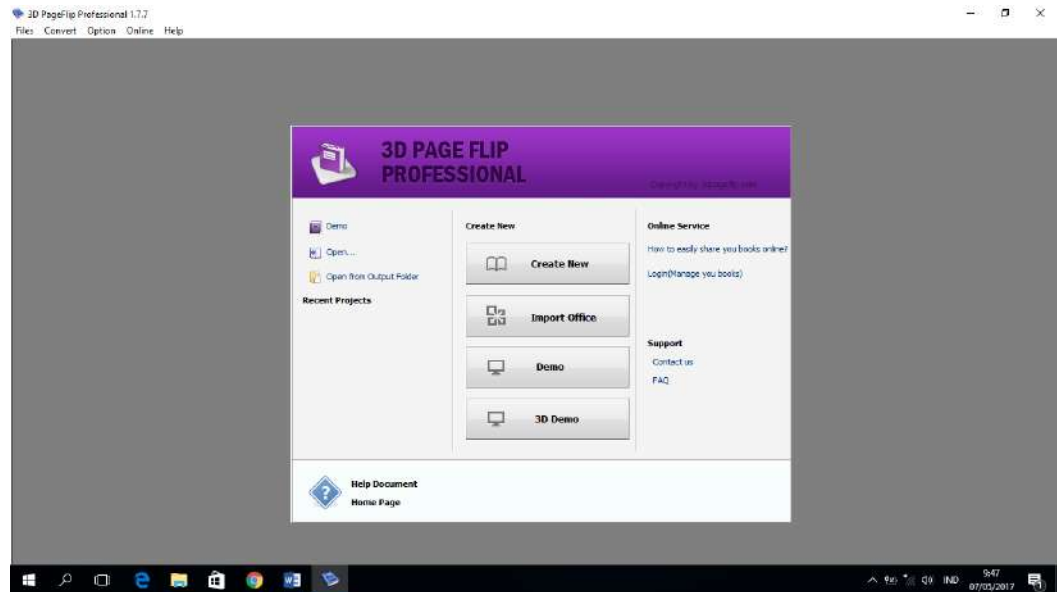 3D PageFlip Professional 1.7.7
Files Convert Option Online Help
3D PAGE FLIP
PROFESSIONAL
Demo
Open...
Open from Output Folder
Recent Projects
Create New
Create New
Import Office
Demo
3D Demo
Online Service
How to easily share you books online?
Login(Manage you books)
Support
Contact us
FAQ
Help Document
Home Page
IND
9:47
07/05/2017